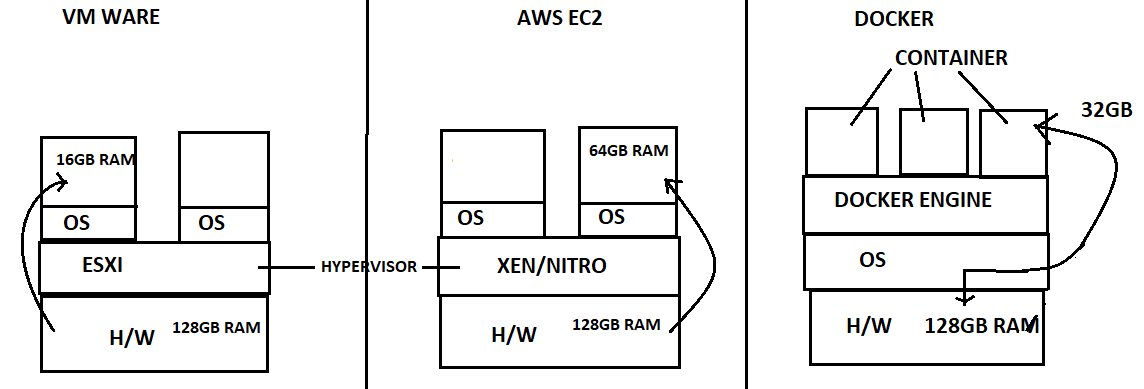 VM WARE
16GB RAM
OS
OS
ESXI
H/W
128GB RAM
HYPERVISOR
AWS EC2
64GB RAM
OS
OS
XEN/NITRO
H/W
128GB RAM
DOCKER
CONTAINER
32GB
DOCKER ENGINE
OS
H/W
128GB RAM